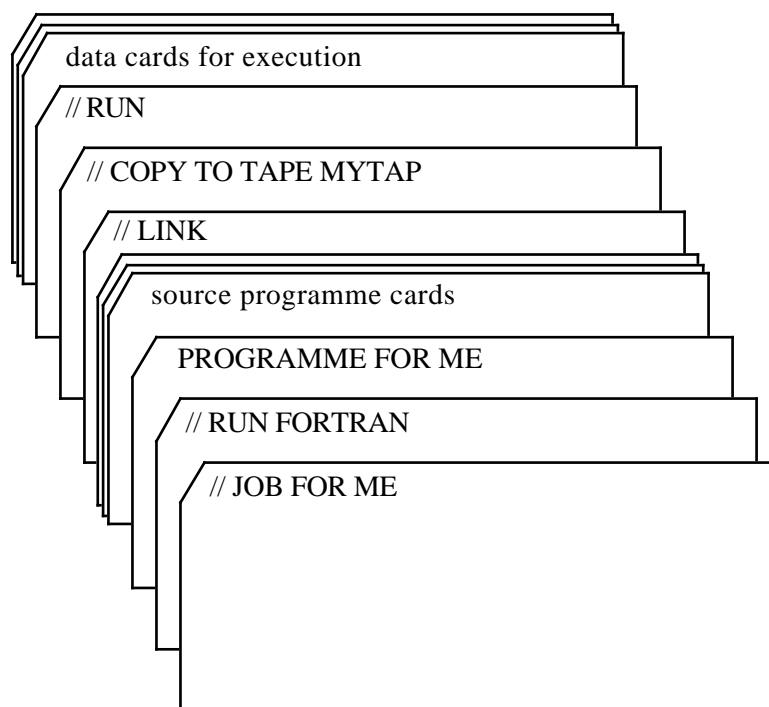 data cards for execution
// RUN
// COPY TO TAPE MYTAP
// LINK
source programme cards
PROGRAMME FOR ME
// RUN FORTRAN
// JOB FOR ME